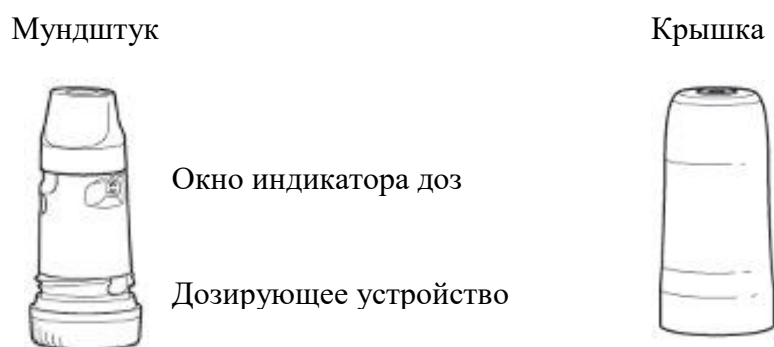 Мундштук
Крышка
Окно индикатора доз
Дозирующее устройство